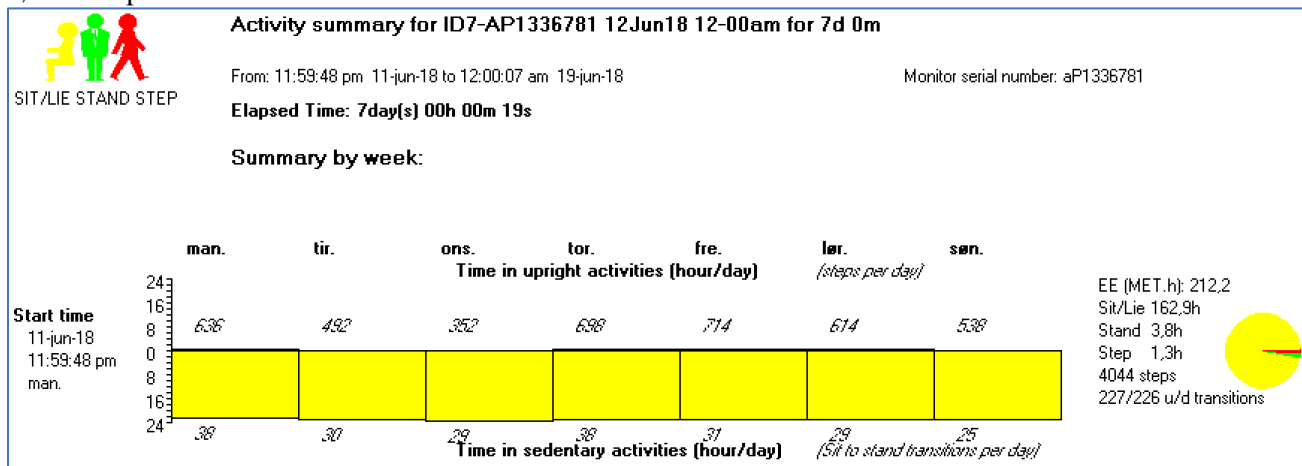 Activity summary for ID7-AP1336781 12Jun18 12-00am for 7d 0m
From: 11:59:48 pm 11-jun-18 to 12:00:07 am 19-jun-18 Monitor serial number: aP1336781
SIT/LIE STAND STEP
Elapsed Time: 7day(s) 00h 00m 19s
Summary by week:
man. tir. ons. tor. fre. lør. søn.
Time in upright activities (hour/day) (steps per day)
24
16
8
0
8
16
24
Start time
11-jun-18
11:59:48 pm
man.
636 492 352 698 714 614 538
38 30 29 38 31 29 25
Time in sedentary activities (hour/day) (Sit to stand transitions per day)
EE (MET.h): 212,2
Sit/Lie 162,9h
Stand 3,8h
Step 1,3h
4044 steps
227/226 u/d transitions